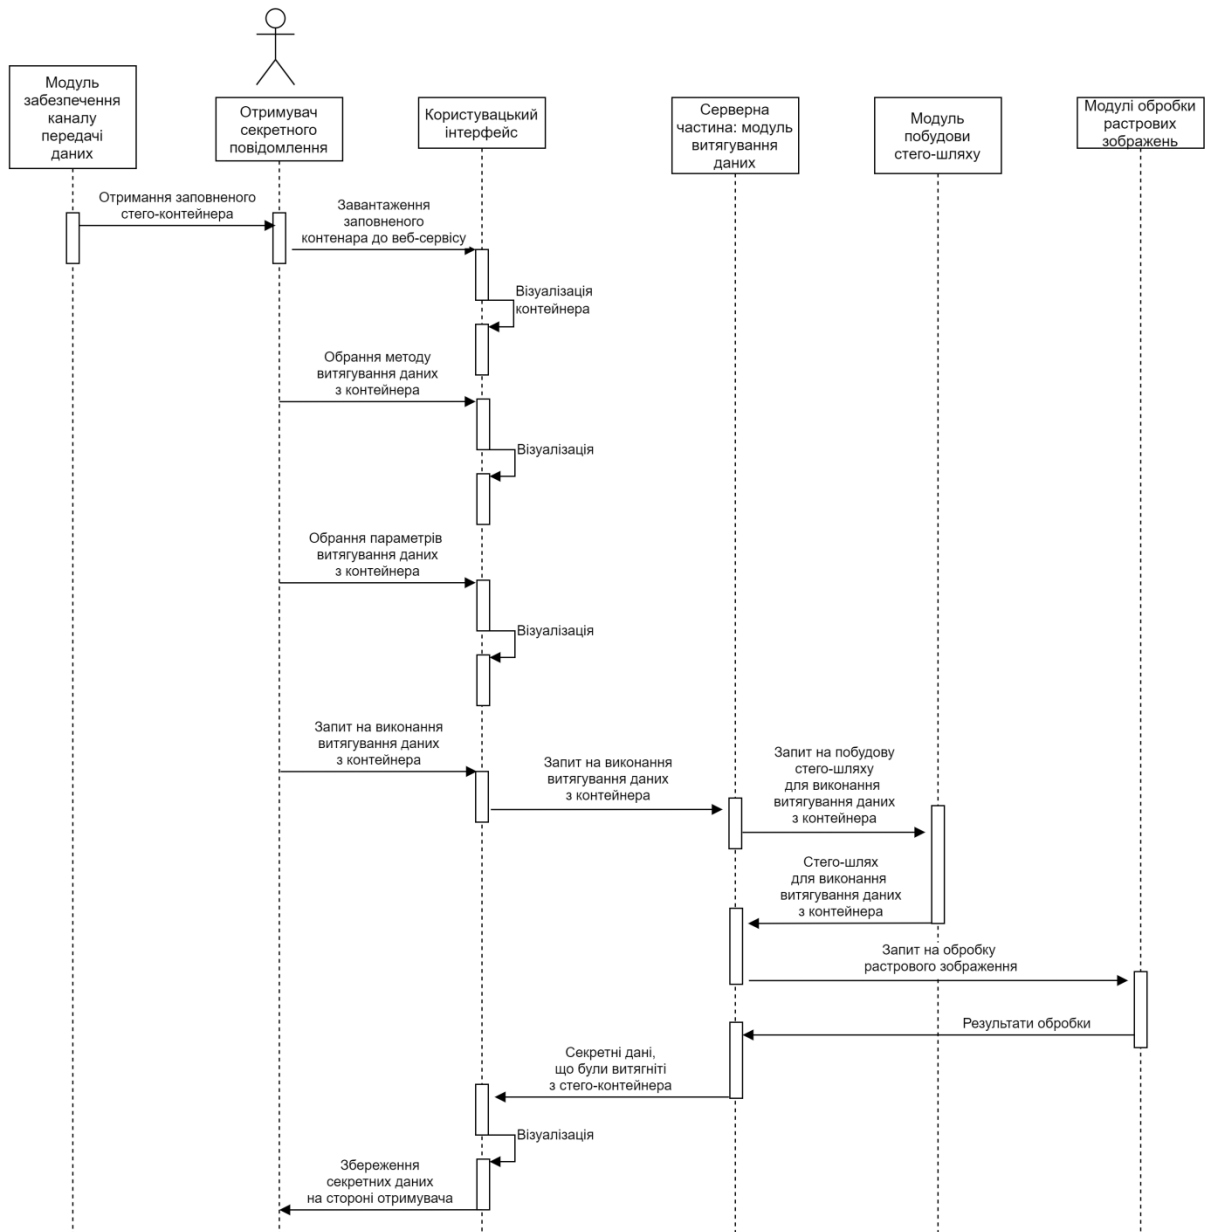 Модуль
забезпечення
каналу
передачі
даних
Отримувач
секретного
повідомлення
Користувацький
інтерфейс
Серверна
частина: модуль
витягування
даних
Модуль
побудови
стего-шляху
Модулі обробки
растрових
зображень
Отримання заповненого
стего-контейнера
Завантаження
заповненого
контенара до веб-сервісу
Візуалізація
контейнера
Обрання методу
витягування даних
з контейнера
Візуалізація
Обрання параметрів
витягування даних
з контейнера
Візуалізація
Запит на виконання
витягування даних
з контейнера
Запит на виконання
витягування даних
з контейнера
Запит на побудову
стего-шляху
для виконання
витягування даних
з контейнера
Стего-шлях
для виконання
витягування даних
з контейнера
Запит на обробку
растрового зображення
Результати обробки
Секретні дані,
що були витягніті
з стего-контейнера
Візуалізація
Збереження
секретних даних
на стороні отримувача